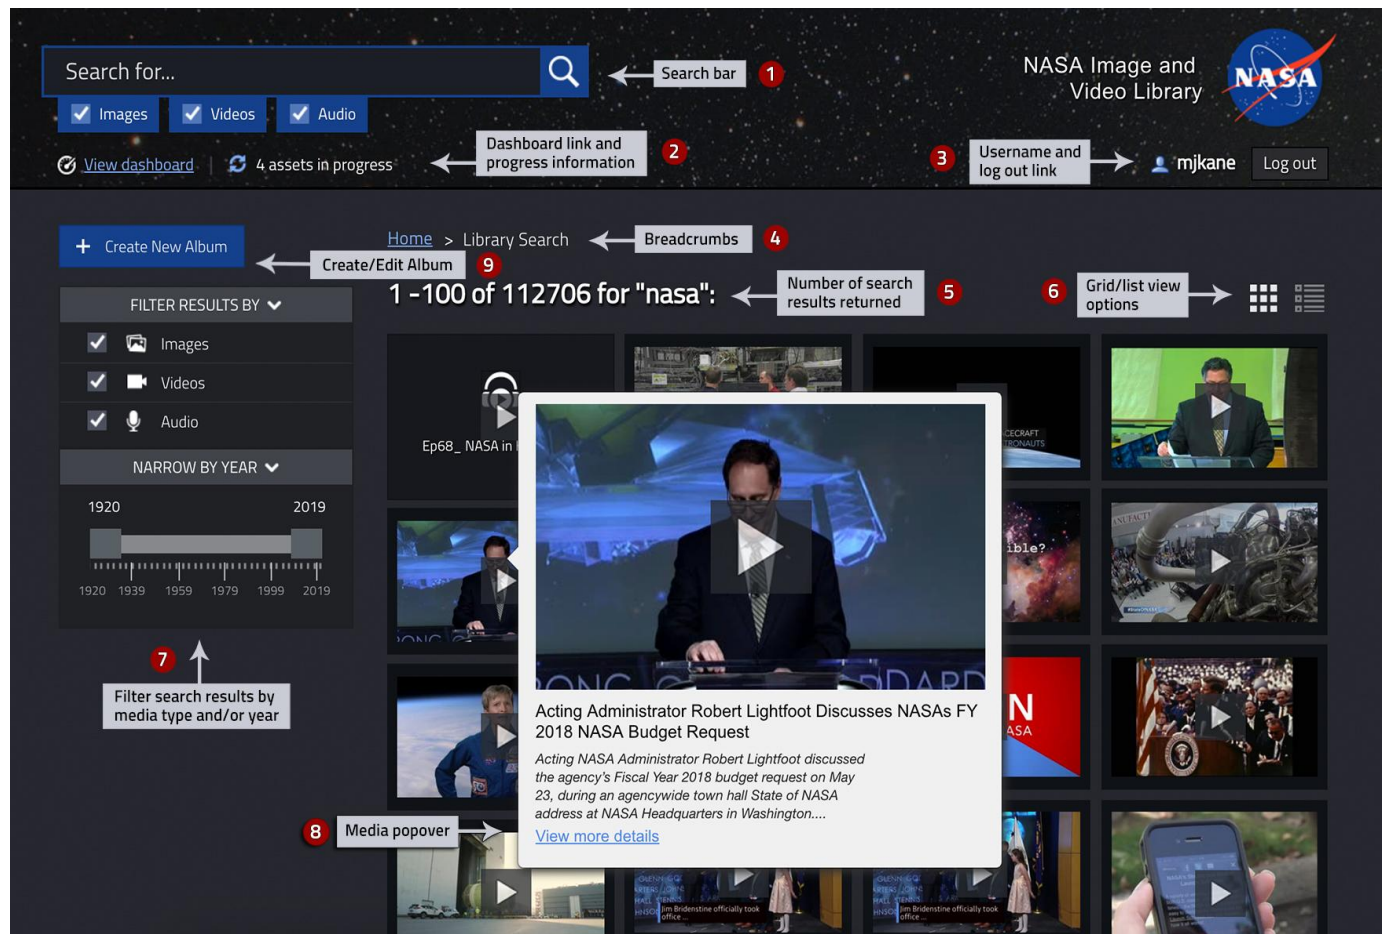 Search for...
Search bar
1
NASA Image and
Video Library
NASA
Images
Videos
Audio
View dashboard
4 assets in progress
Dashboard link and
progress information
2
3
Username and
log out link
mjkane
Log out
+ Create New Album
Home > Library Search
Breadcrumbs
4
Create/Edit Album
9
1 -100 of 112706 for "nasa":
Number of search
results returned
5
6
Grid/list view
options
FILTER RESULTS BY
Images
Videos
Audio
NARROW BY YEAR
1920
2019
1920 1939 1959 1979 1999 2019
7
Filter search results by
media type and/or year
Ep68_ NASA in
Acting Administrator Robert Lightfoot Discusses NASAs FY
2018 NASA Budget Request
Acting NASA Administrator Robert Lightfoot discussed
the agency's Fiscal Year 2018 budget request on May
23, during an agencywide town hall State of NASA
address at NASA Headquarters in Washington....
View more details
8
Media popover
ible?
N
ASA
Jim Bridenstine officially took
office ...
Jim Bridenstine officially took
office ...